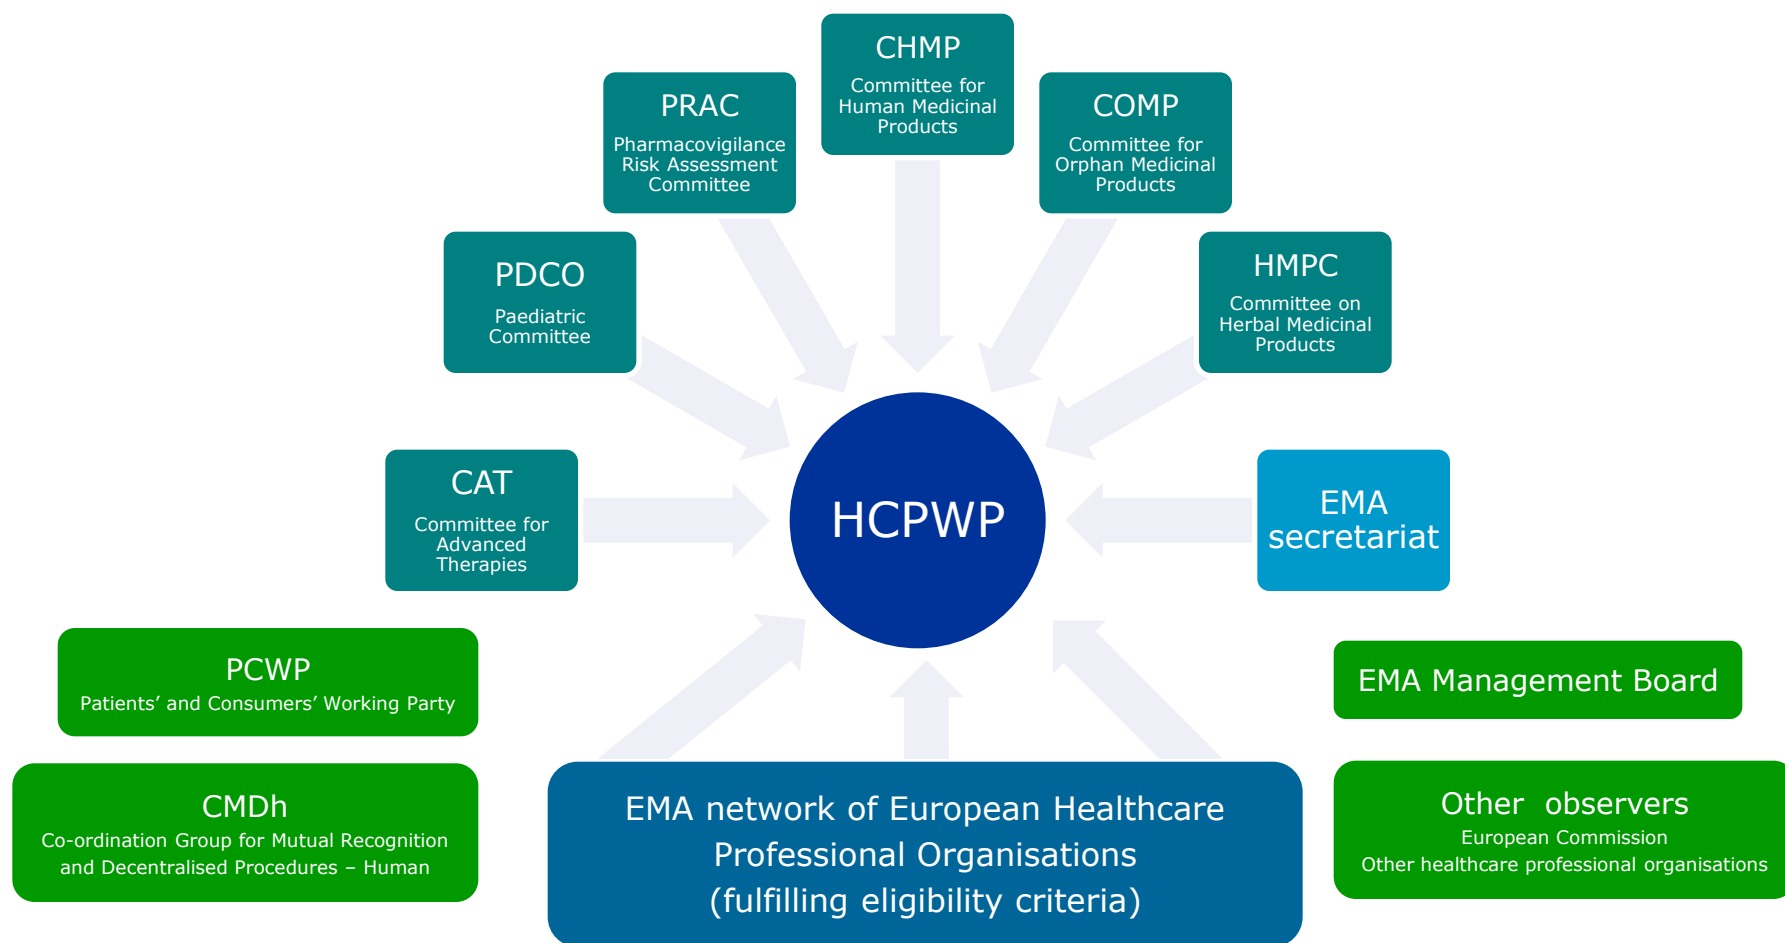 CHMP
Committee for
Human Medicinal
Products
PRAC
Pharmacovigilance
Risk Assessment
Committee
COMP
Committee for
Orphan Medicinal
Products
PDCO
Paediatric
Committee
HMPC
Committee on
Herbal Medicinal
Products
CAT
Committee for
Advanced
Therapies
HCPWP
EMA
secretariat
PCWP
Patients’ and Consumers’ Working Party
EMA Management Board
CMDh
Co-ordination Group for Mutual Recognition
and Decentralised Procedures – Human
EMA network of European Healthcare
Professional Organisations
(fulfilling eligibility criteria)
Other observers
European Commission
Other healthcare professional organisations